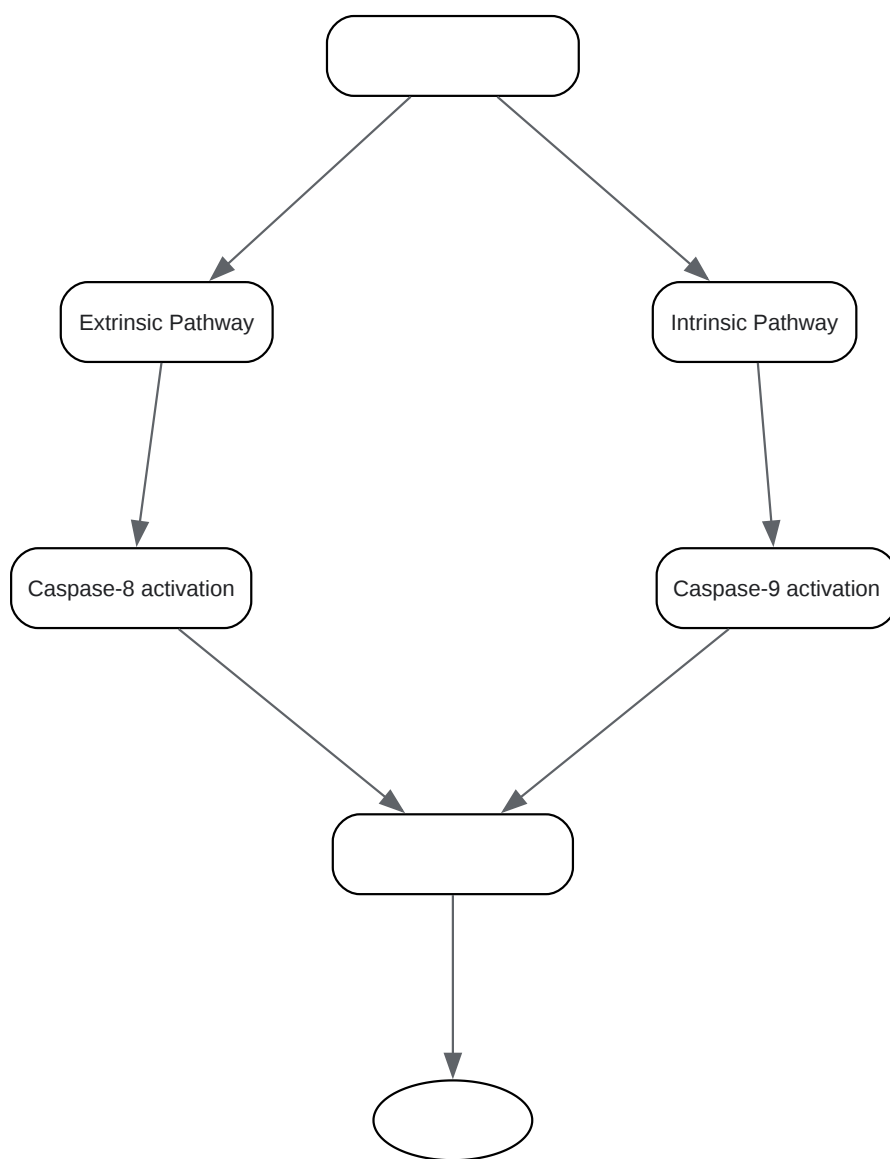 Extrinsic Pathway
Intrinsic Pathway
Caspase-8 activation
Caspase-9 activation